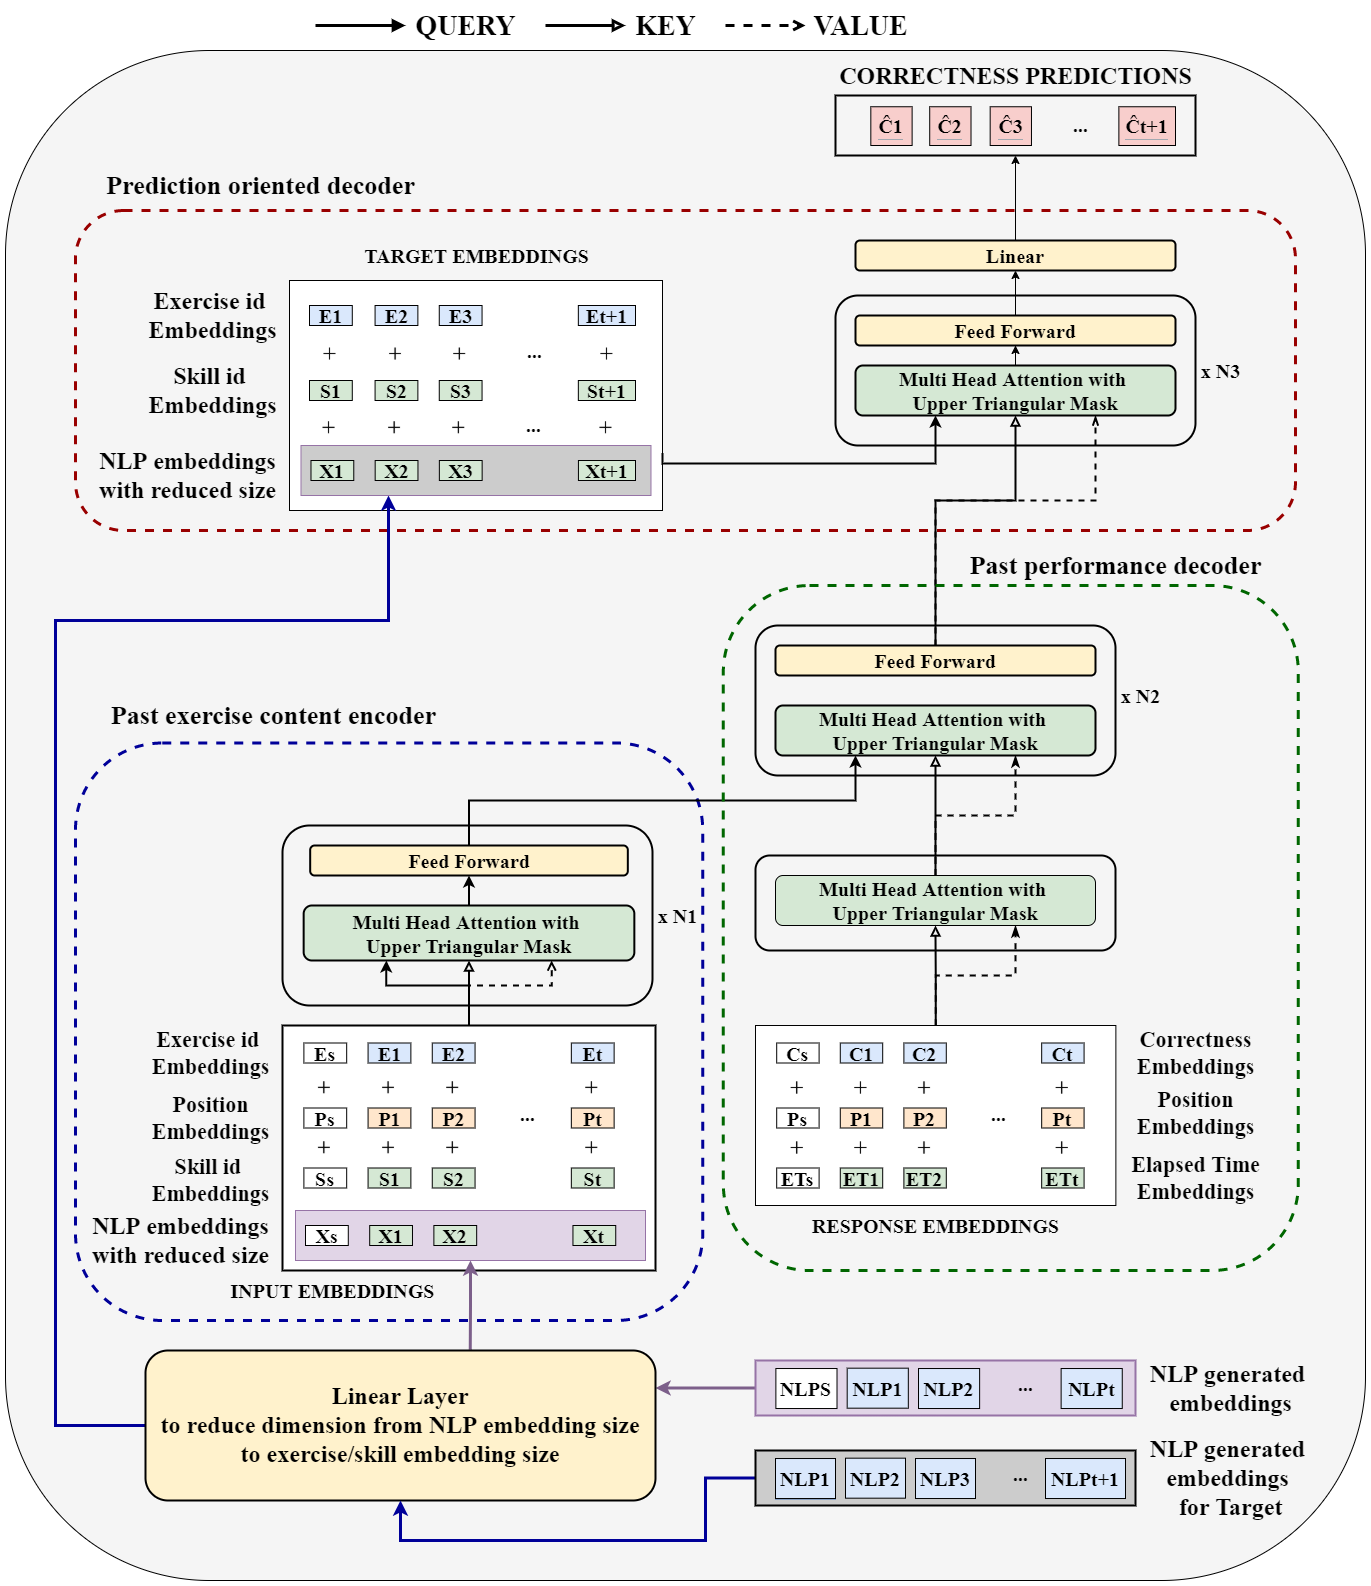 QUERY KEY VALUE
CORRECTNESS PREDICTIONS
Ĉ1 Ĉ2 Ĉ3 ... Ĉt+1
Prediction oriented decoder
Linear
TARGET EMBEDDINGS
Exercise id
Embeddings
E1 E2 E3 Et+1
+ + + ... +
Skill id
Embeddings
S1 S2 S3 St+1
+ + + ... +
NLP embeddings
with reduced size
X1 X2 X3 Xt+1
Feed Forward
Multi Head Attention with
Upper Triangular Mask
x N3
Past performance decoder
Feed Forward
Multi Head Attention with
Upper Triangular Mask
x N2
Multi Head Attention with
Upper Triangular Mask
Past exercise content encoder
Feed Forward
Multi Head Attention with
Upper Triangular Mask
x N1
Exercise id
Embeddings
Es E1 E2 Et
+ + + +
Position
Embeddings
Ps P1 P2 ... Pt
+ + + +
Skill id
Embeddings
Ss S1 S2 St
NLP embeddings
with reduced size
Xs X1 X2 Xt
INPUT EMBEDDINGS
Cs C1 C2 Ct
Correctness
Embeddings
+ + + +
Ps P1 P2 ... Pt
Position
Embeddings
+ + + +
ETs ET1 ET2 ETt
Elapsed Time
Embeddings
RESPONSE EMBEDDINGS
Linear Layer
to reduce dimension from NLP embedding size
to exercise/skill embedding size
NLPS NLP1 NLP2 ... NLPt
NLP generated
embeddings
NLP1 NLP2 NLP3 ... NLPt+1
NLP generated
embeddings
for Target